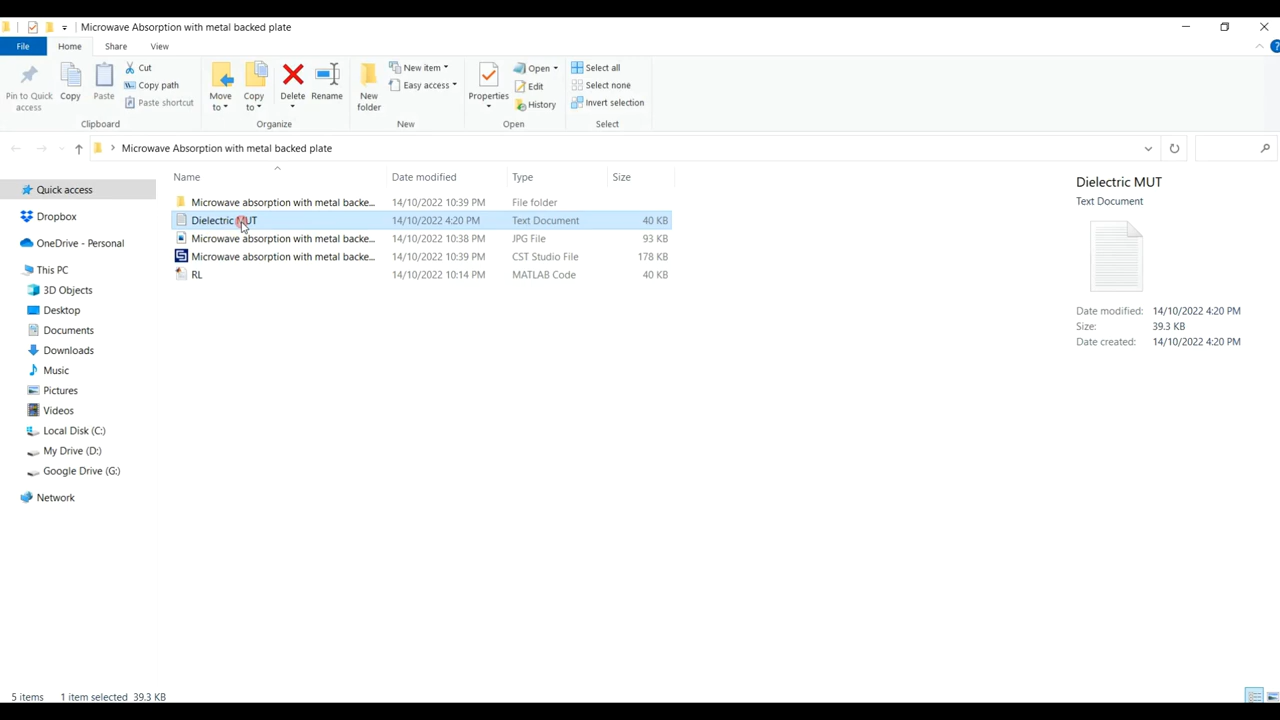 Microwave Absorption with metal backed plate
File Home Share View
Pin to Quick access
Copy
Paste
Cut
Copy path
Paste shortcut
Clipboard
Move to
Copy to
Delete
Rename
Organize
New folder
New item
Easy access
New
Properties
Open
Edit
History
Open
Select all
Select none
Invert selection
Select
Microwave Absorption with metal backed plate
Name Date modified Type Size
Microwave absorption with metal backe... 14/10/2022 10:39 PM File folder
Dielectric MUT 14/10/2022 4:20 PM Text Document 40 KB
Microwave absorption with metal backe... 14/10/2022 10:38 PM JPG File 93 KB
Microwave absorption with metal backe... 14/10/2022 10:39 PM CST Studio File 178 KB
RL 14/10/2022 10:14 PM MATLAB Code 40 KB
Quick access
Dropbox
OneDrive - Personal
This PC
3D Objects
Desktop
Documents
Downloads
Music
Pictures
Videos
Local Disk (C:)
My Drive (D:)
Google Drive (G:)
Network
Dielectric MUT
Text Document
Date modified: 14/10/2022 4:20 PM
Size: 39.3 KB
Date created: 14/10/2022 4:20 PM
5 items 1 item selected 39.3 KB